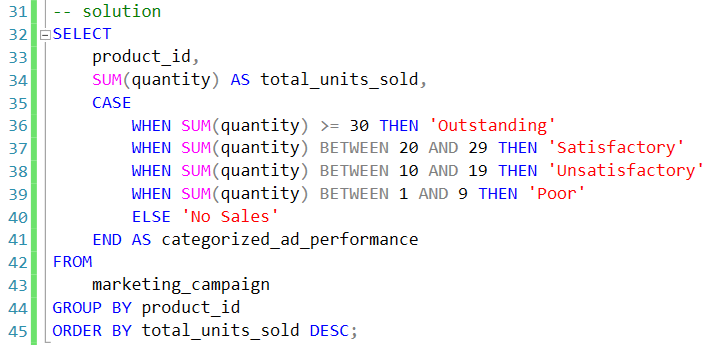 31 -- solution
32 SELECT
33 product_id,
34 SUM(quantity) AS total_units_sold,
35 CASE
36 WHEN SUM(quantity) >= 30 THEN 'Outstanding'
37 WHEN SUM(quantity) BETWEEN 20 AND 29 THEN 'Satisfactory'
38 WHEN SUM(quantity) BETWEEN 10 AND 19 THEN 'Unsatisfactory'
39 WHEN SUM(quantity) BETWEEN 1 AND 9 THEN 'Poor'
40 ELSE 'No Sales'
41 END AS categorized_ad_performance
42 FROM
43 marketing_campaign
44 GROUP BY product_id
45 ORDER BY total_units_sold DESC;